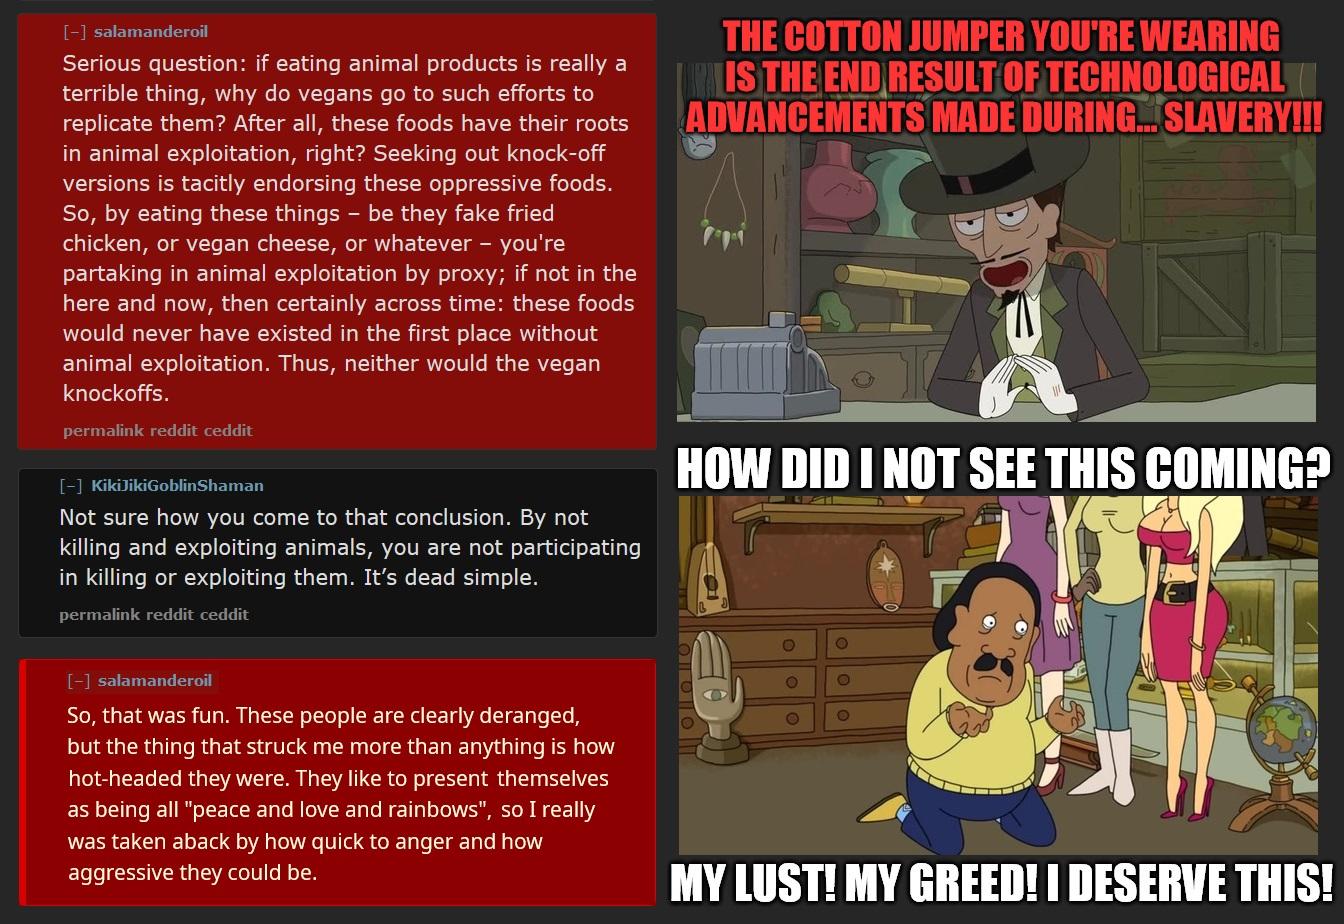 [–] salamanderoil
Serious question: if eating animal products is really a
terrible thing, why do vegans go to such efforts to
replicate them? After all, these foods have their roots
in animal exploitation, right? Seeking out knock-off
versions is tacitly endorsing these oppressive foods.
So, by eating these things – be they fake fried
chicken, or vegan cheese, or whatever – you're
partaking in animal exploitation by proxy; if not in the
here and now, then certainly across time: these foods
would never have existed in the first place without
animal exploitation. Thus, neither would the vegan
knockoffs.
permalink reddit ceddit
[–] KikiJikiGoblinShaman
Not sure how you come to that conclusion. By not
killing and exploiting animals, you are not participating
in killing or exploiting them. It’s dead simple.
permalink reddit ceddit
[–] salamanderoil
So, that was fun. These people are clearly deranged,
but the thing that struck me more than anything is how
hot-headed they were. They like to present themselves
as being all "peace and love and rainbows", so I really
was taken aback by how quick to anger and how
aggressive they could be.
THE COTTON JUMPER YOU'RE WEARING
IS THE END RESULT OF TECHNOLOGICAL
ADVANCEMENTS MADE DURING... SLAVERY!!!
HOW DID I NOT SEE THIS COMING?
MY LUST! MY GREED! I DESERVE THIS!